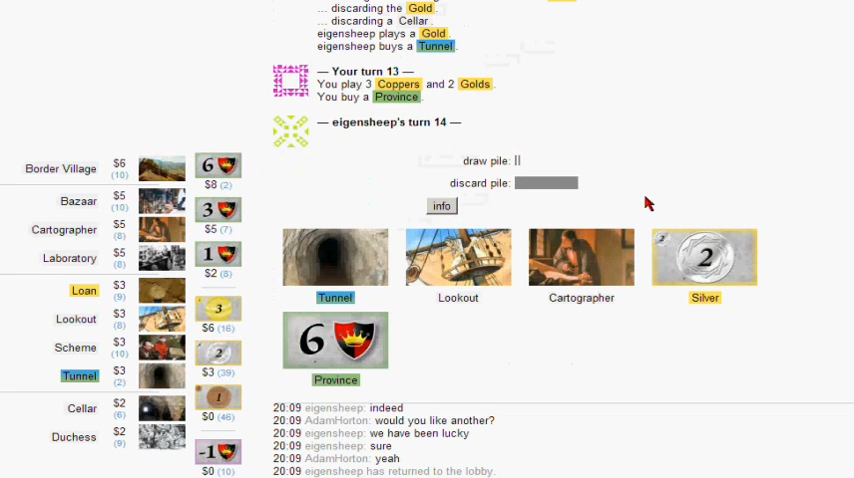 … discarding the Gold.
… discarding a Cellar.
eigensheep plays a Gold.
eigensheep buys a Tunnel.
— Your turn 13 —
You play 3 Coppers and 2 Golds.
You buy a Province.
— eigensheep's turn 14 —
draw pile:
discard pile:
info
Border Village $6 (10)
Bazaar $5 (10)
Cartographer $5 (8)
Laboratory $5 (8)
Loan $3 (9)
Lookout $3 (8)
Scheme $3 (10)
Tunnel $3 (2)
Cellar $2 (6)
Duchess $2 (9)
6
$8 (2)
3
$5 (7)
1
$2 (8)
3
$6 (16)
2
$3 (39)
1
$0 (46)
-1
$0 (10)
2
2
Tunnel Lookout Cartographer Silver
6
Province
20:09 eigensheep: indeed
20:09 AdamHorton: would you like another?
20:09 eigensheep: we have been lucky
20:09 eigensheep: sure
20:09 AdamHorton: yeah
20:09 eigensheep has returned to the lobby.